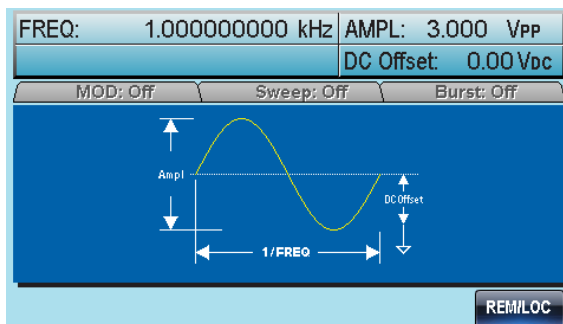 FREQ: 1.000000000 kHz AMPL: 3.000 VPP
DC Offset: 0.00 VDC
MOD: Off Sweep: Off Burst: Off
Ampl
DC Offset
1/FREQ
REM/LOC